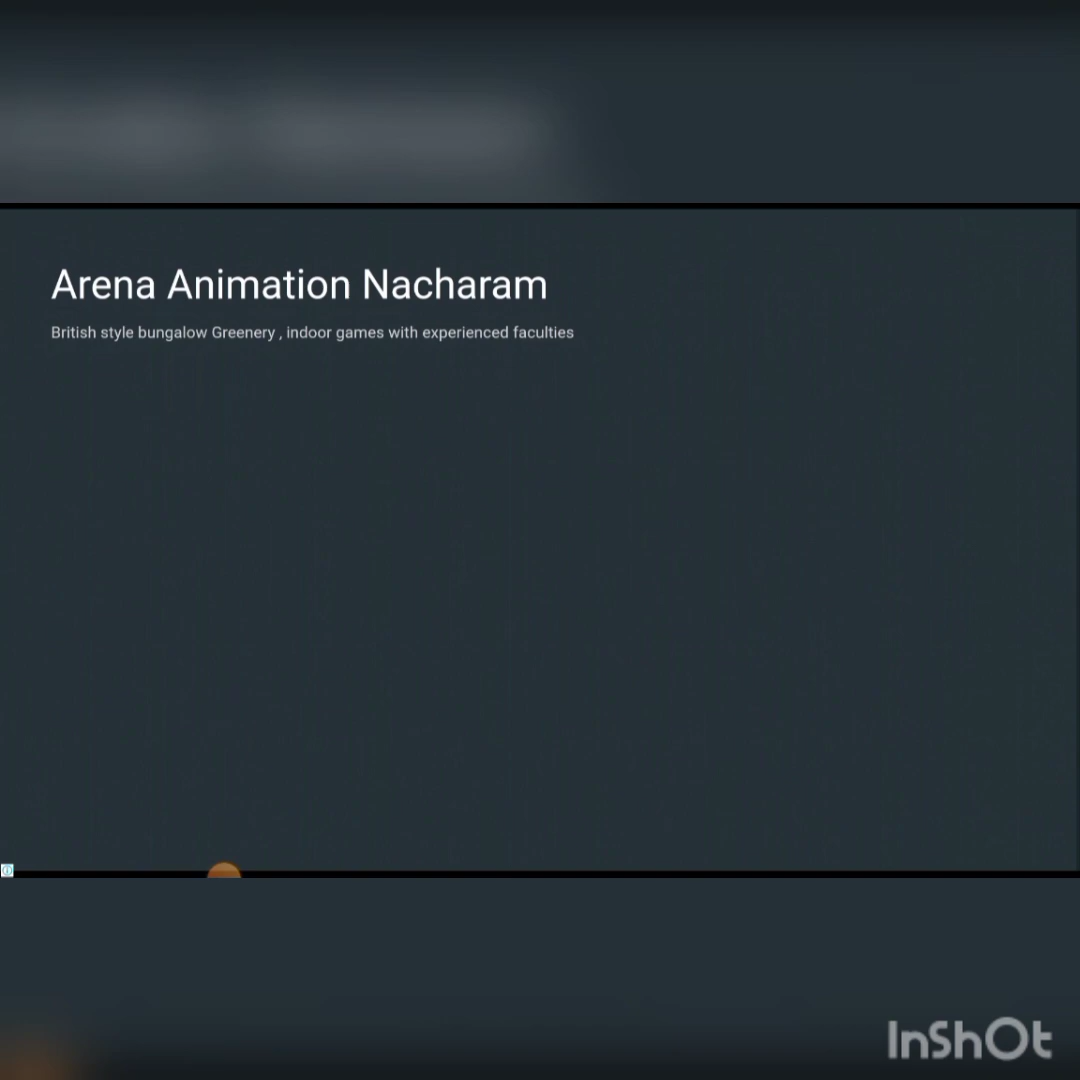 Arena Animation Nacharam
British style bungalow Greenery , indoor games with experienced faculties
InShOt